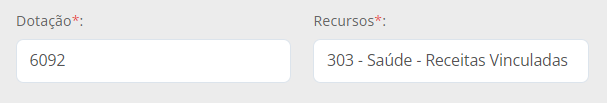 Dotação*: Recursos*:
6092 303 - Saúde - Receitas Vinculadas